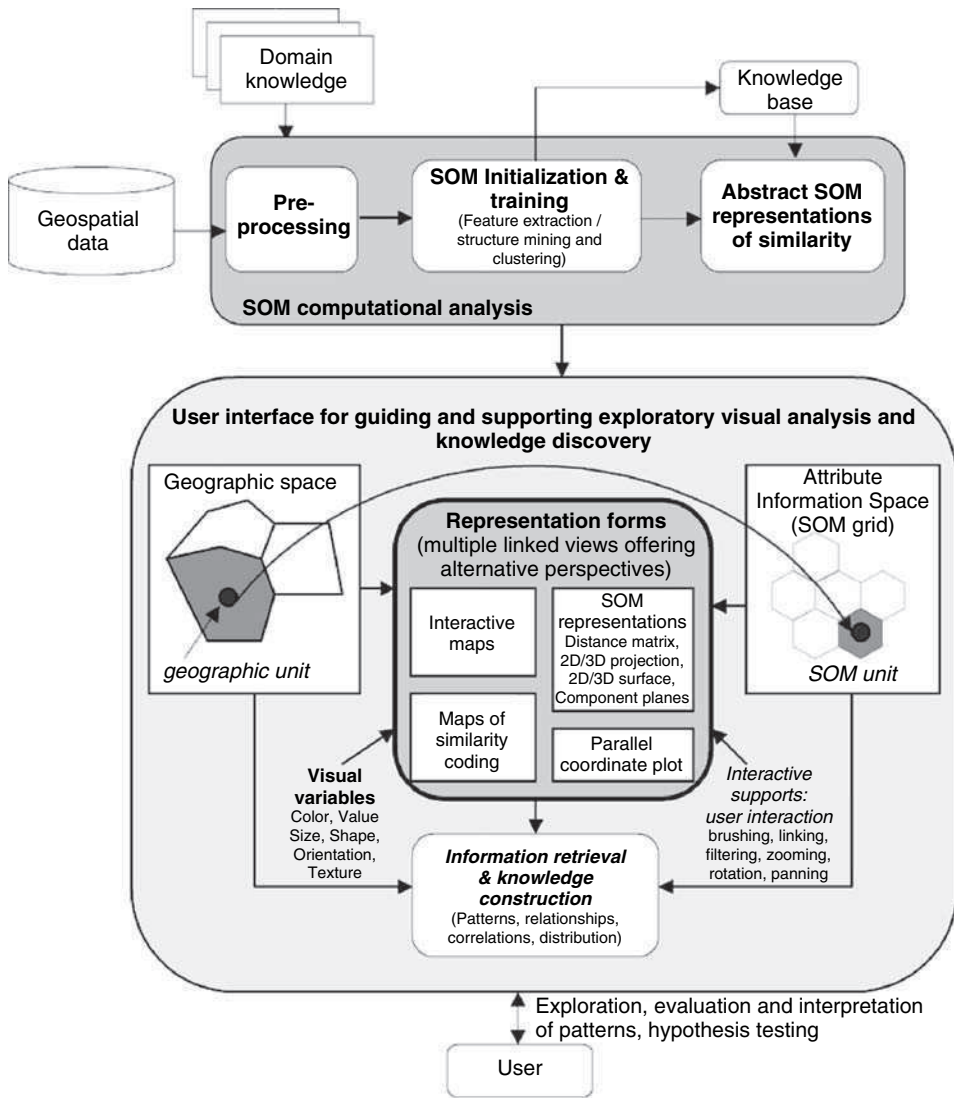 Domain
knowledge
Knowledge
base
Geospatial
data
Pre-
processing
SOM Initialization &
training
(Feature extraction /
structure mining and
clustering)
Abstract SOM
representations
of similarity
SOM computational analysis
User interface for guiding and supporting exploratory visual analysis and
knowledge discovery
Geographic space
geographic unit
Representation forms
(multiple linked views offering
alternative perspectives)
Interactive
maps
SOM
representations
Distance matrix,
2D/3D projection,
2D/3D surface,
Component planes
Maps of
similarity
coding
Parallel
coordinate plot
Attribute
Information Space
(SOM grid)
SOM unit
Visual
variables
Color, Value
Size, Shape,
Orientation,
Texture
Interactive
supports:
user interaction
brushing, linking,
filtering, zooming,
rotation, panning
Information retrieval
& knowledge
construction
(Patterns, relationships,
correlations, distribution)
Exploration, evaluation and interpretation
of patterns, hypothesis testing
User